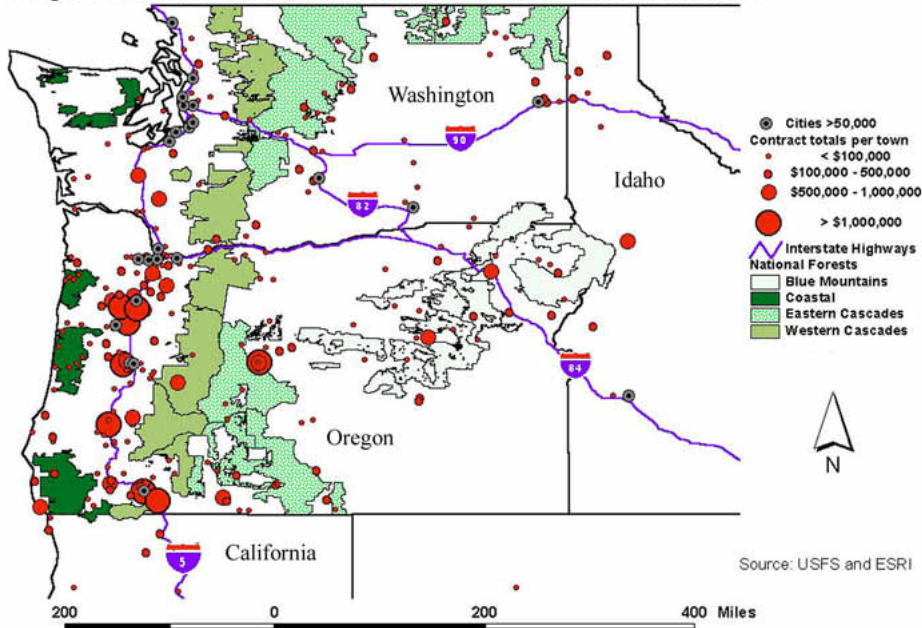 Washington
90
Idaho
82
84
Oregon
California
5
Cities >50,000
Contract totals per town
< $100,000
$100,000 - 500,000
$500,000 - 1,000,000
> $1,000,000
Interstate Highways
National Forests
Blue Mountains
Coastal
Eastern Cascades
Western Cascades
N
Source: USFS and ESRI
200 0 200 400 Miles